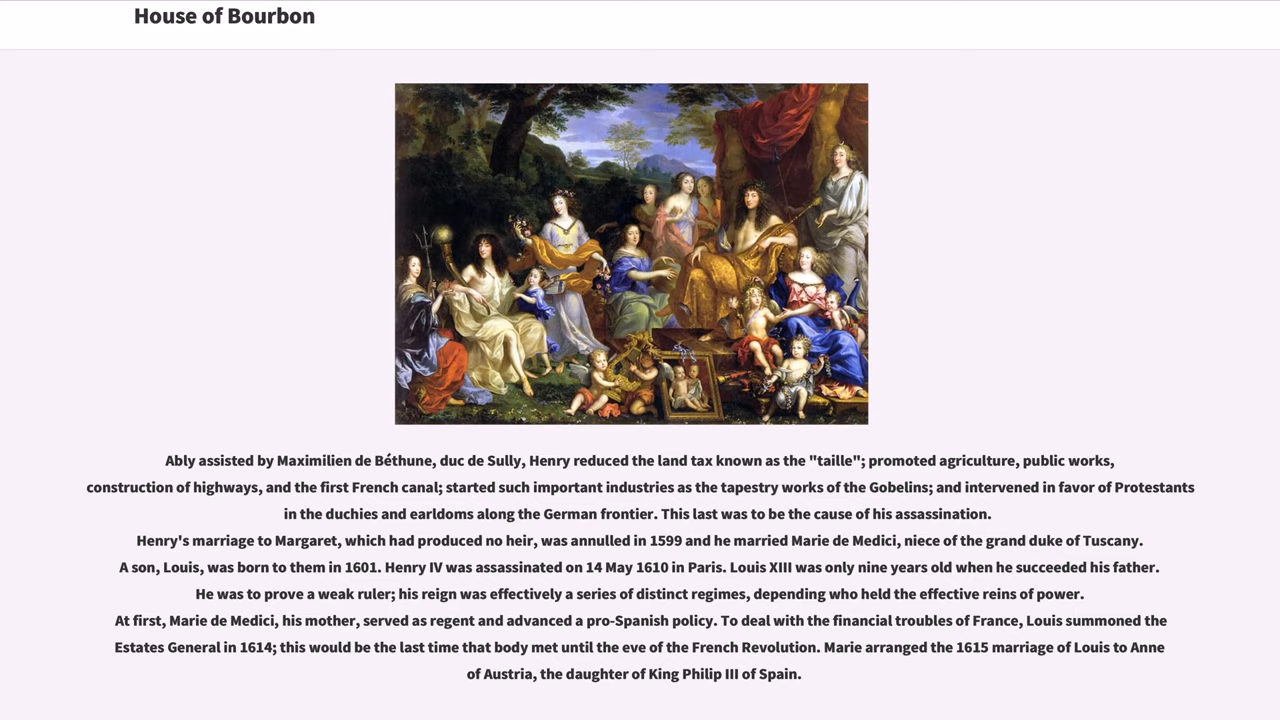 House of Bourbon
Ably assisted by Maximilien de Béthune, duc de Sully, Henry reduced the land tax known as the "taille"; promoted agriculture, public works,
construction of highways, and the first French canal; started such important industries as the tapestry works of the Gobelins; and intervened in favor of Protestants
in the duchies and earldoms along the German frontier. This last was to be the cause of his assassination.
Henry's marriage to Margaret, which had produced no heir, was annulled in 1599 and he married Marie de Medici, niece of the grand duke of Tuscany.
A son, Louis, was born to them in 1601. Henry IV was assassinated on 14 May 1610 in Paris. Louis XIII was only nine years old when he succeeded his father.
He was to prove a weak ruler; his reign was effectively a series of distinct regimes, depending who held the effective reins of power.
At first, Marie de Medici, his mother, served as regent and advanced a pro-Spanish policy. To deal with the financial troubles of France, Louis summoned the
Estates General in 1614; this would be the last time that body met until the eve of the French Revolution. Marie arranged the 1615 marriage of Louis to Anne
of Austria, the daughter of King Philip III of Spain.